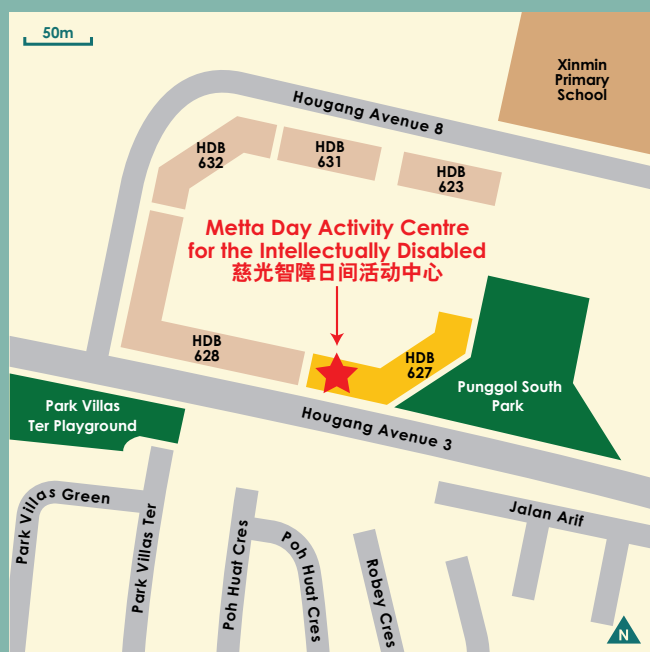 50m
Xinmin
Primary
School
Hougang Avenue 8
HDB
632
HDB
631
HDB
623
Metta Day Activity Centre
for the Intellectually Disabled
慈光智障日间活动中心
HDB
628
HDB
627
Punggol South
Park
Park Villas
Ter Playground
Hougang Avenue 3
Park Villas Green
Park Villas Ter
Poh Huat Cres
Poh Huat Cres
Robey Cres
Jalan Arif
N